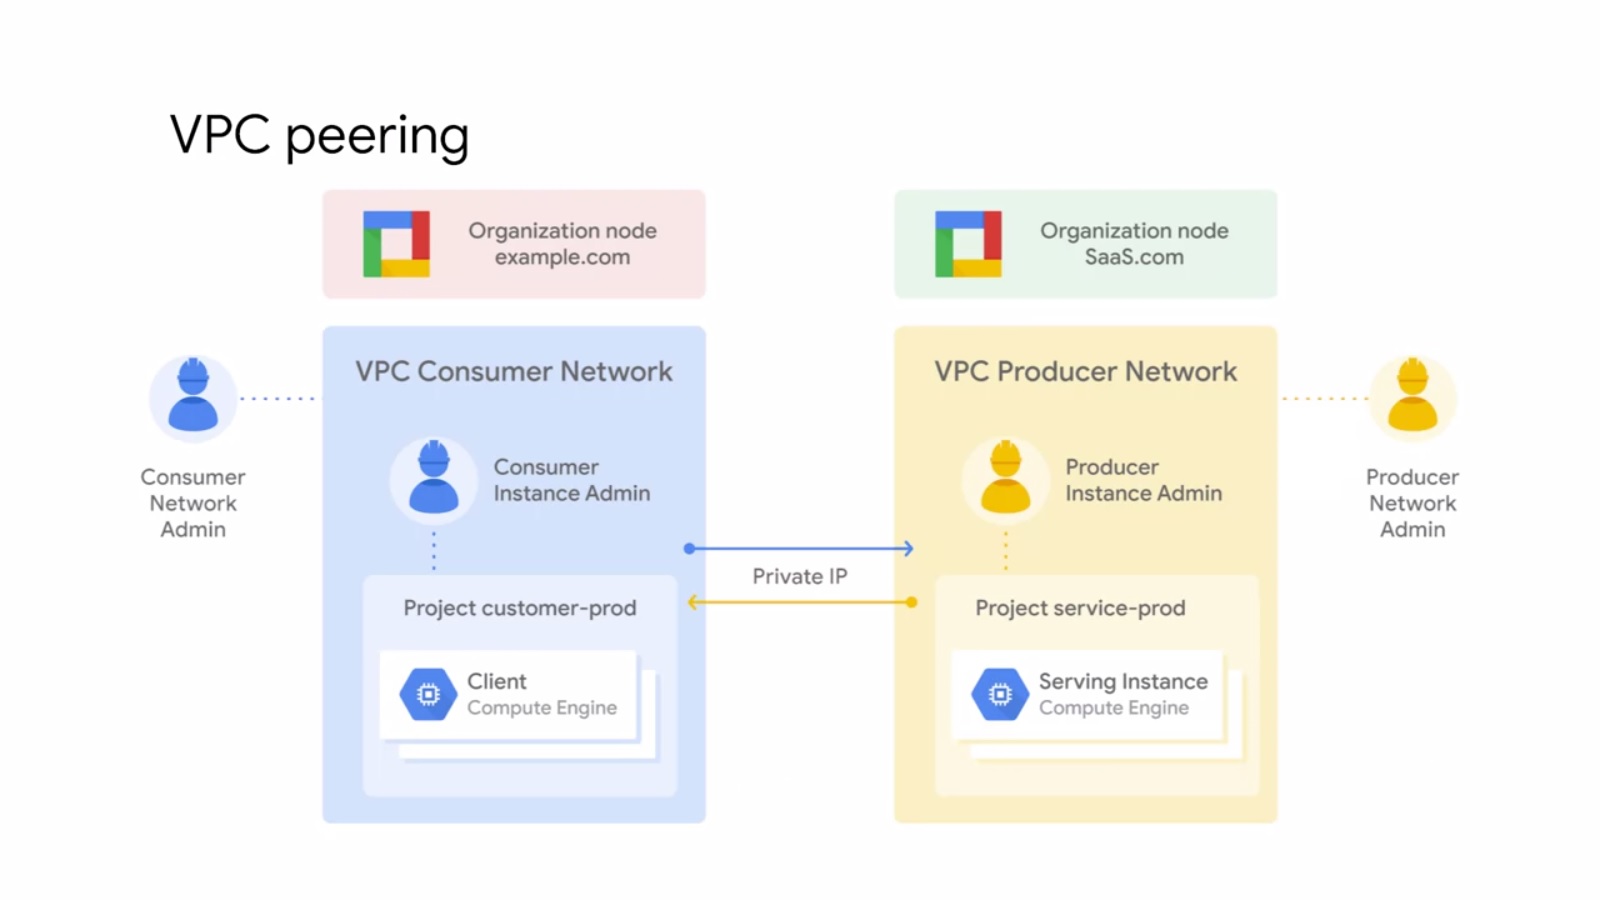 VPC peering
Organization node
example.com
Organization node
SaaS.com
VPC Consumer Network
VPC Producer Network
Consumer
Network
Admin
Consumer
Instance Admin
Producer
Instance Admin
Producer
Network
Admin
Private IP
Project customer-prod
Project service-prod
Client
Compute Engine
Serving Instance
Compute Engine